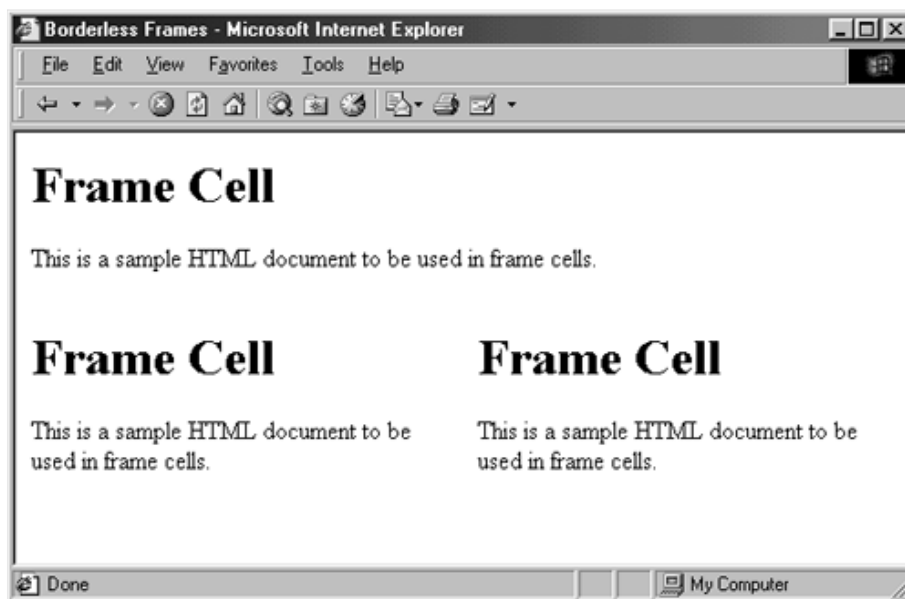 Borderless Frames - Microsoft Internet Explorer
File Edit View Favorites Tools Help
Frame Cell
This is a sample HTML document to be used in frame cells.
Frame Cell
This is a sample HTML document to be
used in frame cells.
Frame Cell
This is a sample HTML document to be
used in frame cells.
Done
My Computer